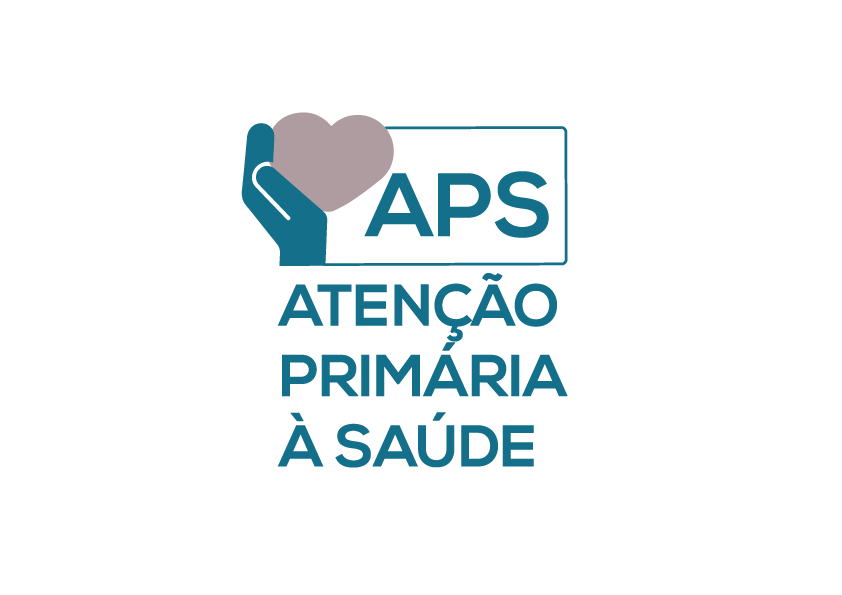 APS
ATENÇÃO
PRIMÁRIA
À SAÚDE